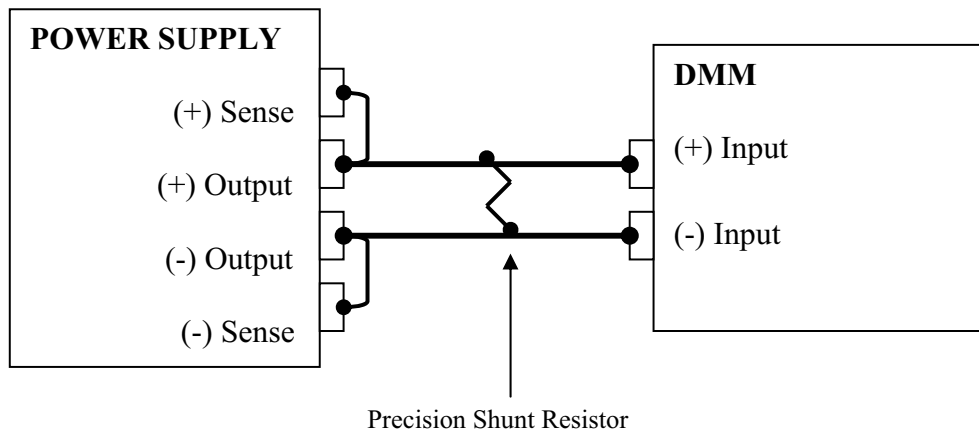 POWER SUPPLY
(+) Sense
(+) Output
(-) Output
(-) Sense
DMM
(+) Input
(-) Input
Precision Shunt Resistor